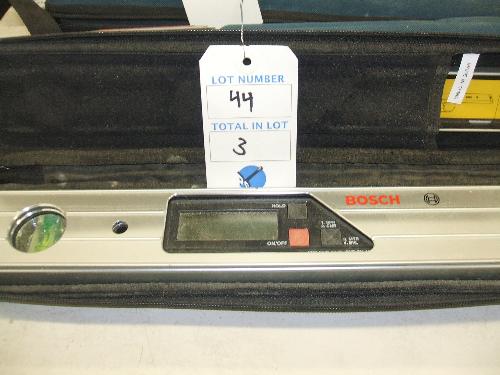 LOT NUMBER
44
TOTAL IN LOT
3
BOSCH
HOLD
ON/OFF